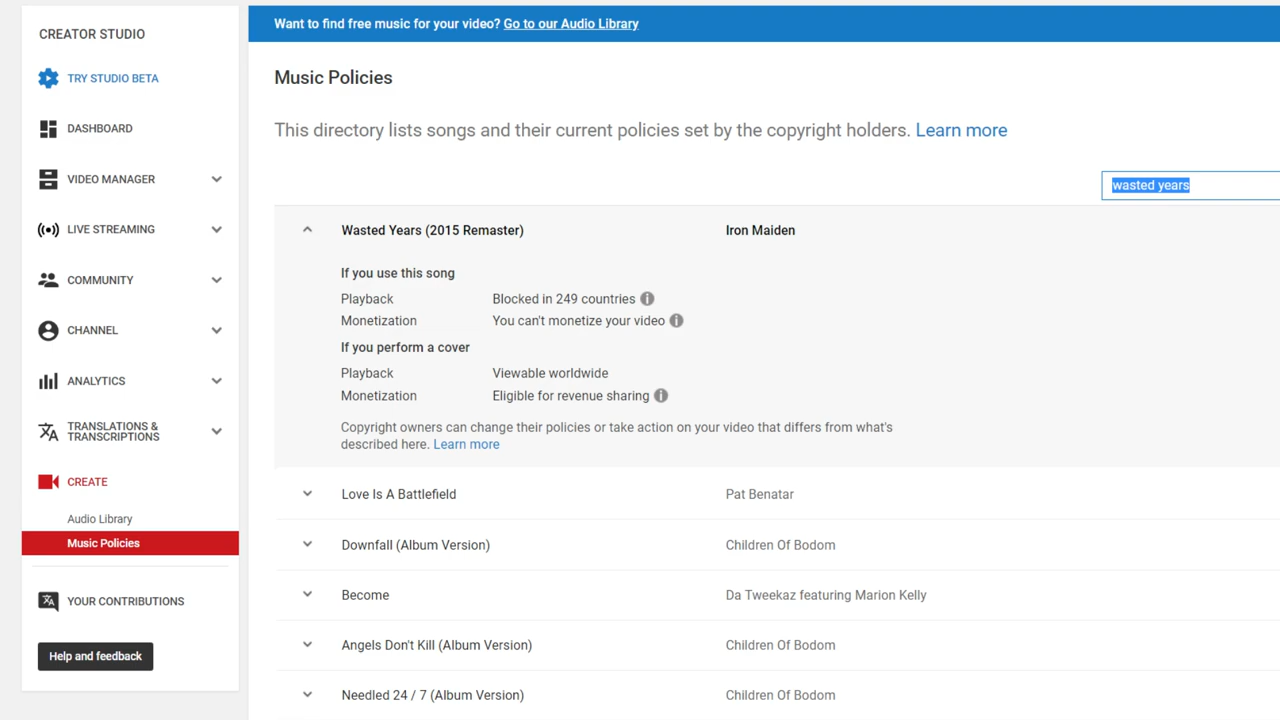 CREATOR STUDIO
TRY STUDIO BETA
DASHBOARD
VIDEO MANAGER
LIVE STREAMING
COMMUNITY
CHANNEL
ANALYTICS
TRANSLATIONS &
TRANSCRIPTIONS
CREATE
Audio Library
Music Policies
YOUR CONTRIBUTIONS
Help and feedback
Want to find free music for your video? Go to our Audio Library
Music Policies
This directory lists songs and their current policies set by the copyright holders. Learn more
wasted years
Wasted Years (2015 Remaster) Iron Maiden
If you use this song
Playback Blocked in 249 countries
Monetization You can't monetize your video
If you perform a cover
Playback Viewable worldwide
Monetization Eligible for revenue sharing
Copyright owners can change their policies or take action on your video that differs from what's
described here. Learn more
Love Is A Battlefield Pat Benatar
Downfall (Album Version) Children Of Bodom
Become Da Tweekaz featuring Marion Kelly
Angels Don't Kill (Album Version) Children Of Bodom
Needled 24 / 7 (Album Version) Children Of Bodom